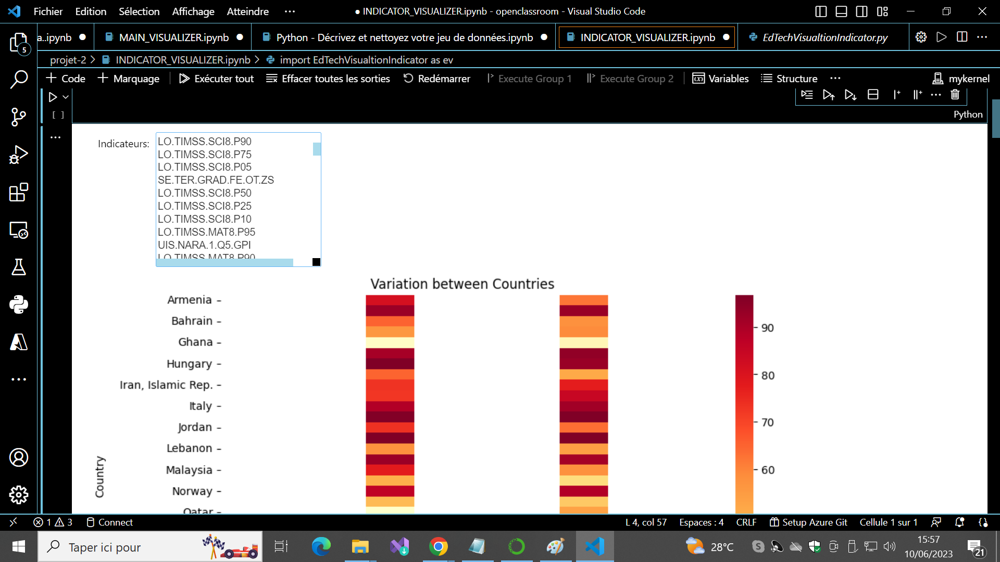 Fichier Edition Sélection Affichage Atteindre ··· ● INDICATOR_VISUALIZER.ipynb - openclassroom - Visual Studio Code
a..ipynb MAIN_VISUALIZER.ipynb Python - Décrivez et nettoyez votre jeu de données.ipynb INDICATOR_VISUALIZER.ipynb EdTechVisualtionIndicator.py
5
projet-2 > INDICATOR_VISUALIZER.ipynb > import EdTechVisualtionIndicator as ev
+ Code + Marquage Exécuter tout Effacer toutes les sorties Redémarrer Execute Group 1 Execute Group 2 Variables Structure ··· mykernel
[ ]
Python
Indicateurs:
LO.TIMSS.SCI8.P90
LO.TIMSS.SCI8.P75
LO.TIMSS.SCI8.P05
SE.TER.GRAD.FE.OT.ZS
LO.TIMSS.SCI8.P50
LO.TIMSS.SCI8.P25
LO.TIMSS.SCI8.P10
LO.TIMSS.MAT8.P95
UIS.NARA.1.Q5.GPI
LO.TIMSS.MAT8.P90
Variation between Countries
Armenia
Bahrain
Ghana
Hungary
Iran, Islamic Rep.
Italy
Jordan
Lebanon
Malaysia
Norway
Qatar
Country
90
80
70
60
1 3 Connect L 4, col 57 Espaces : 4 CRLF Setup Azure Git Cellule 1 sur 1
Taper ici pour 28°C 15:57
10/06/2023
21